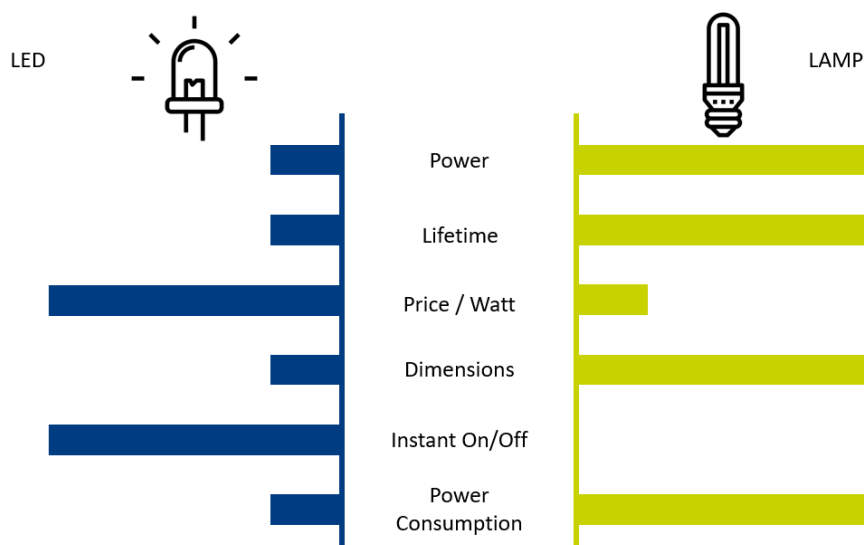 LED
LAMP
Power
Lifetime
Price / Watt
Dimensions
Instant On/Off
Power
Consumption